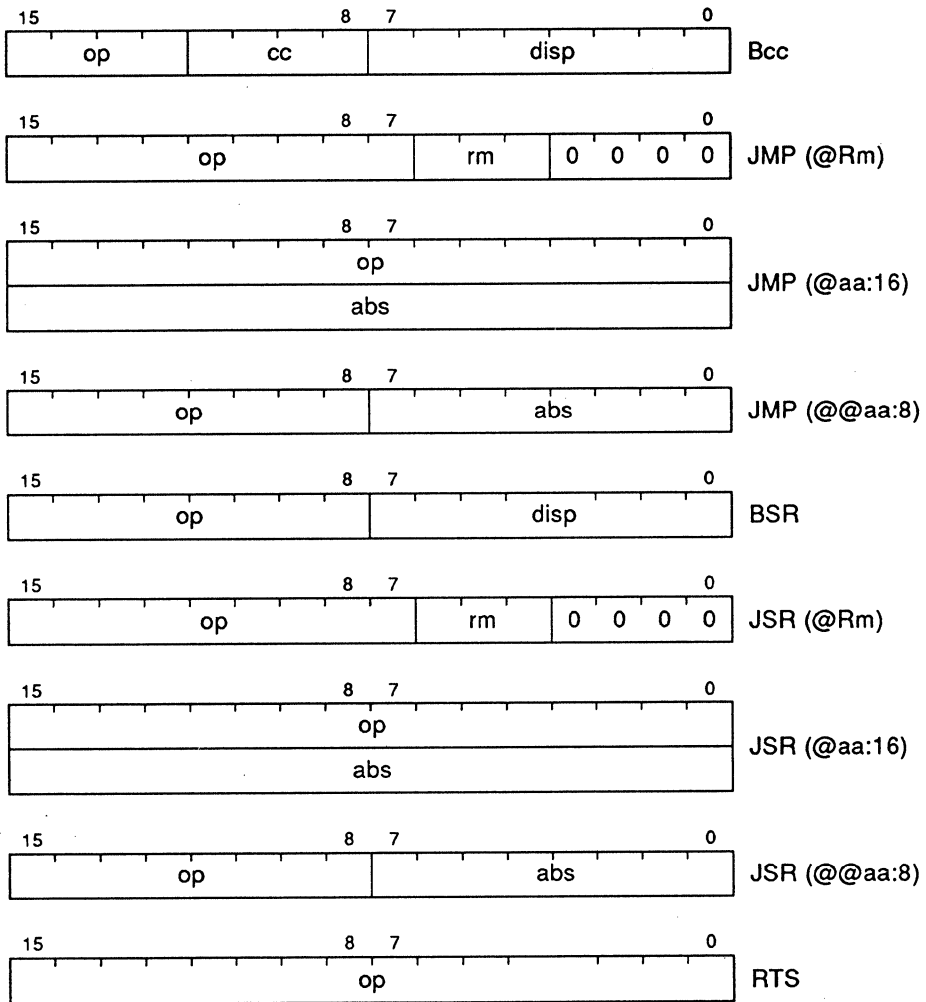 15 8 7 0
op cc disp Bcc
15 8 7 0
op rm 0 0 0 0 JMP (@Rm)
15 8 7 0
op
JMP (@aa:16)
abs
15 8 7 0
op abs JMP (@@aa:8)
15 8 7 0
op disp BSR
15 8 7 0
op rm 0 0 0 0 JSR (@Rm)
15 8 7 0
op
JSR (@aa:16)
abs
15 8 7 0
op abs JSR (@@aa:8)
15 8 7 0
op RTS